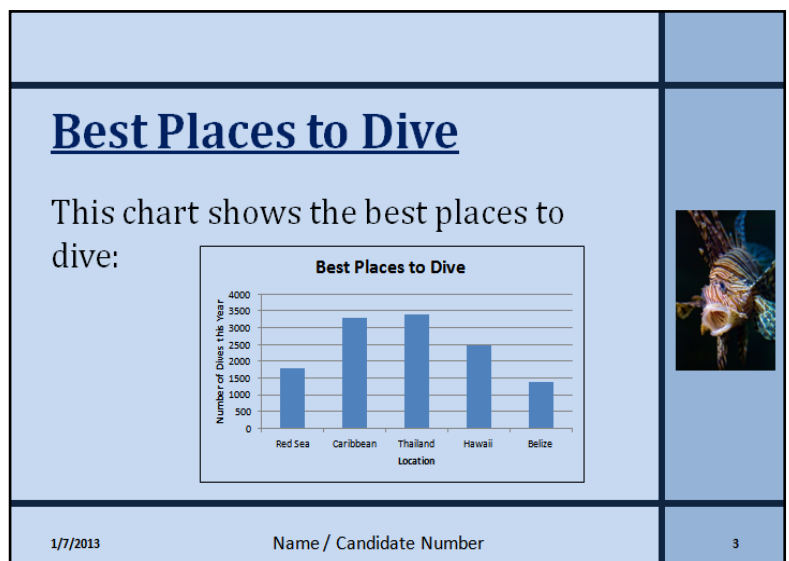 Best Places to Dive
This chart shows the best places to
dive:
Best Places to Dive
Number of Dives this Year
4000
3500
3000
2500
2000
1500
1000
500
0
Red Sea Caribbean Thailand Hawaii Belize
Location
1/7/2013 Name / Candidate Number 3